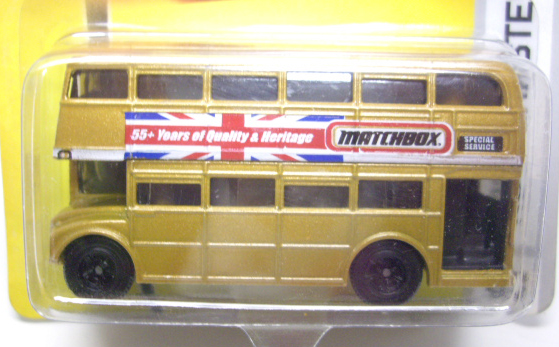 55+ Years of Quality & Heritage
MATCHBOX
SPECIAL
SERVICE